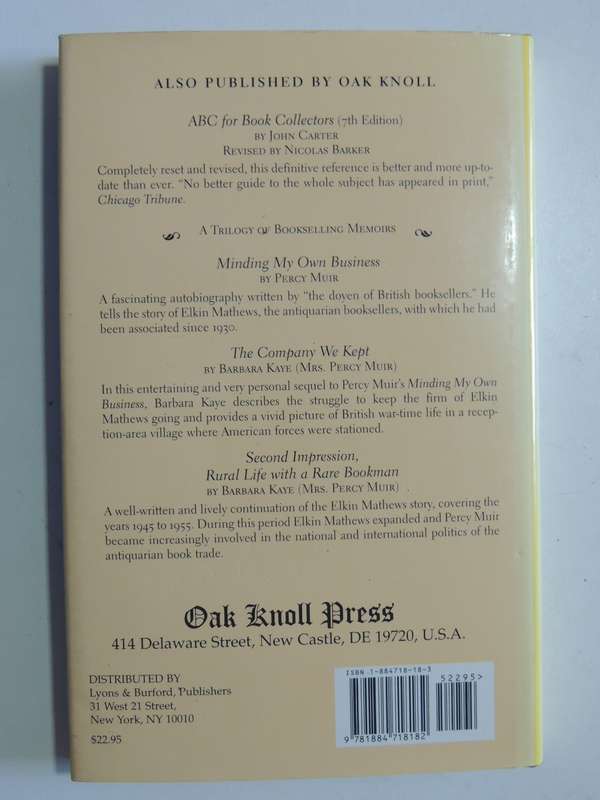 ALSO PUBLISHED BY OAK KNOLL
ABC for Book Collectors (7th Edition)
BY JOHN CARTER
REVISED BY NICOLAS BARKER
Completely reset and revised, this definitive reference is better and more up-to-
date than ever. “No better guide to the whole subject has appeared in print,”
Chicago Tribune.
A TRILOGY OF BOOKSELLING MEMOIRS
Minding My Own Business
BY PERCY MUIR
A fascinating autobiography written by “the doyen of British booksellers.” He
tells the story of Elkin Mathews, the antiquarian booksellers, with which he had
been associated since 1930.
The Company We Kept
BY BARBARA KAYE (MRS. PERCY MUIR)
In this entertaining and very personal sequel to Percy Muir’s Minding My Own
Business, Barbara Kaye describes the struggle to keep the firm of Elkin
Mathews going and provides a vivid picture of British war-time life in a recep-
tion-area village where American forces were stationed.
Second Impression,
Rural Life with a Rare Bookman
BY BARBARA KAYE (MRS. PERCY MUIR)
A well-written and lively continuation of the Elkin Mathews story, covering the
years 1945 to 1955. During this period Elkin Mathews expanded and Percy Muir
became increasingly involved in the national and international politics of the
antiquarian book trade.
Oak Knoll Press
414 Delaware Street, New Castle, DE 19720, U.S.A.
DISTRIBUTED BY
Lyons & Burford, Publishers
31 West 21 Street,
New York, NY 10010
$22.95
ISBN 1-884718-18-3
52295>
9 781884 718182